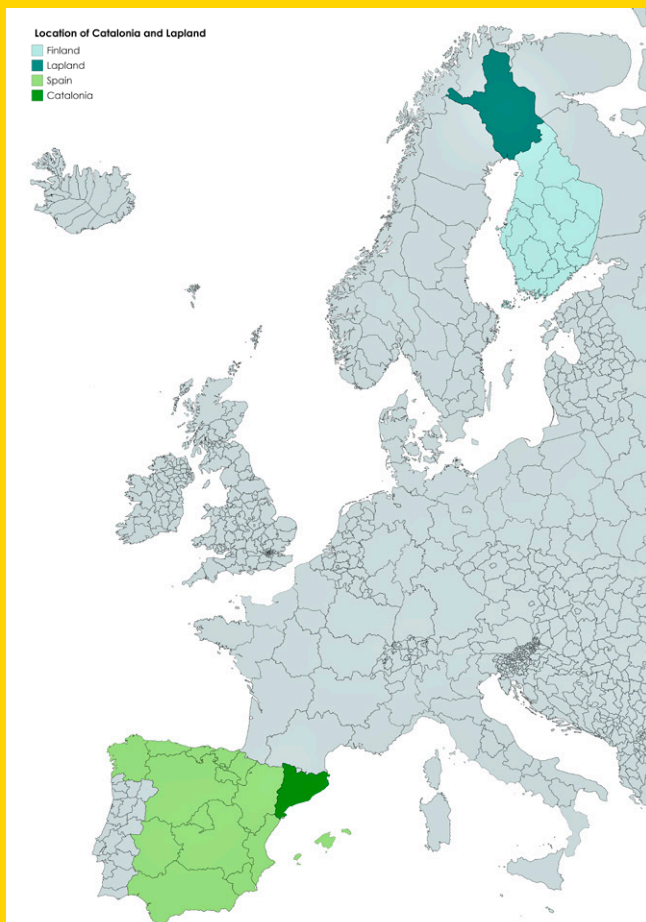 Location of Catalonia and Lapland
Finland
Lapland
Spain
Catalonia